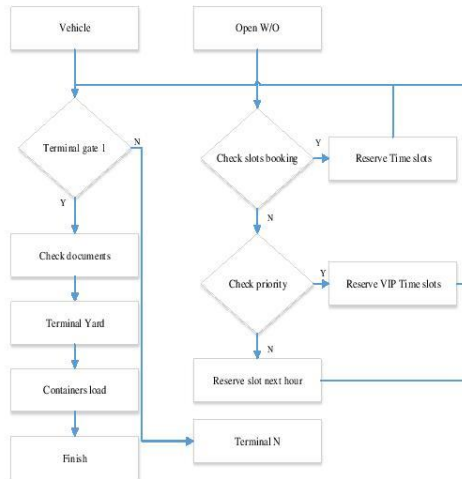 Vehicle
Open W/O
Terminal gate 1
N
Check slots booking
Y
Reserve Time slots
Y
N
Check documents
Check priority
Y
Reserve VIP Time slots
Terminal Yard
N
Containers load
Reserve slot next hour
Finish
Terminal N